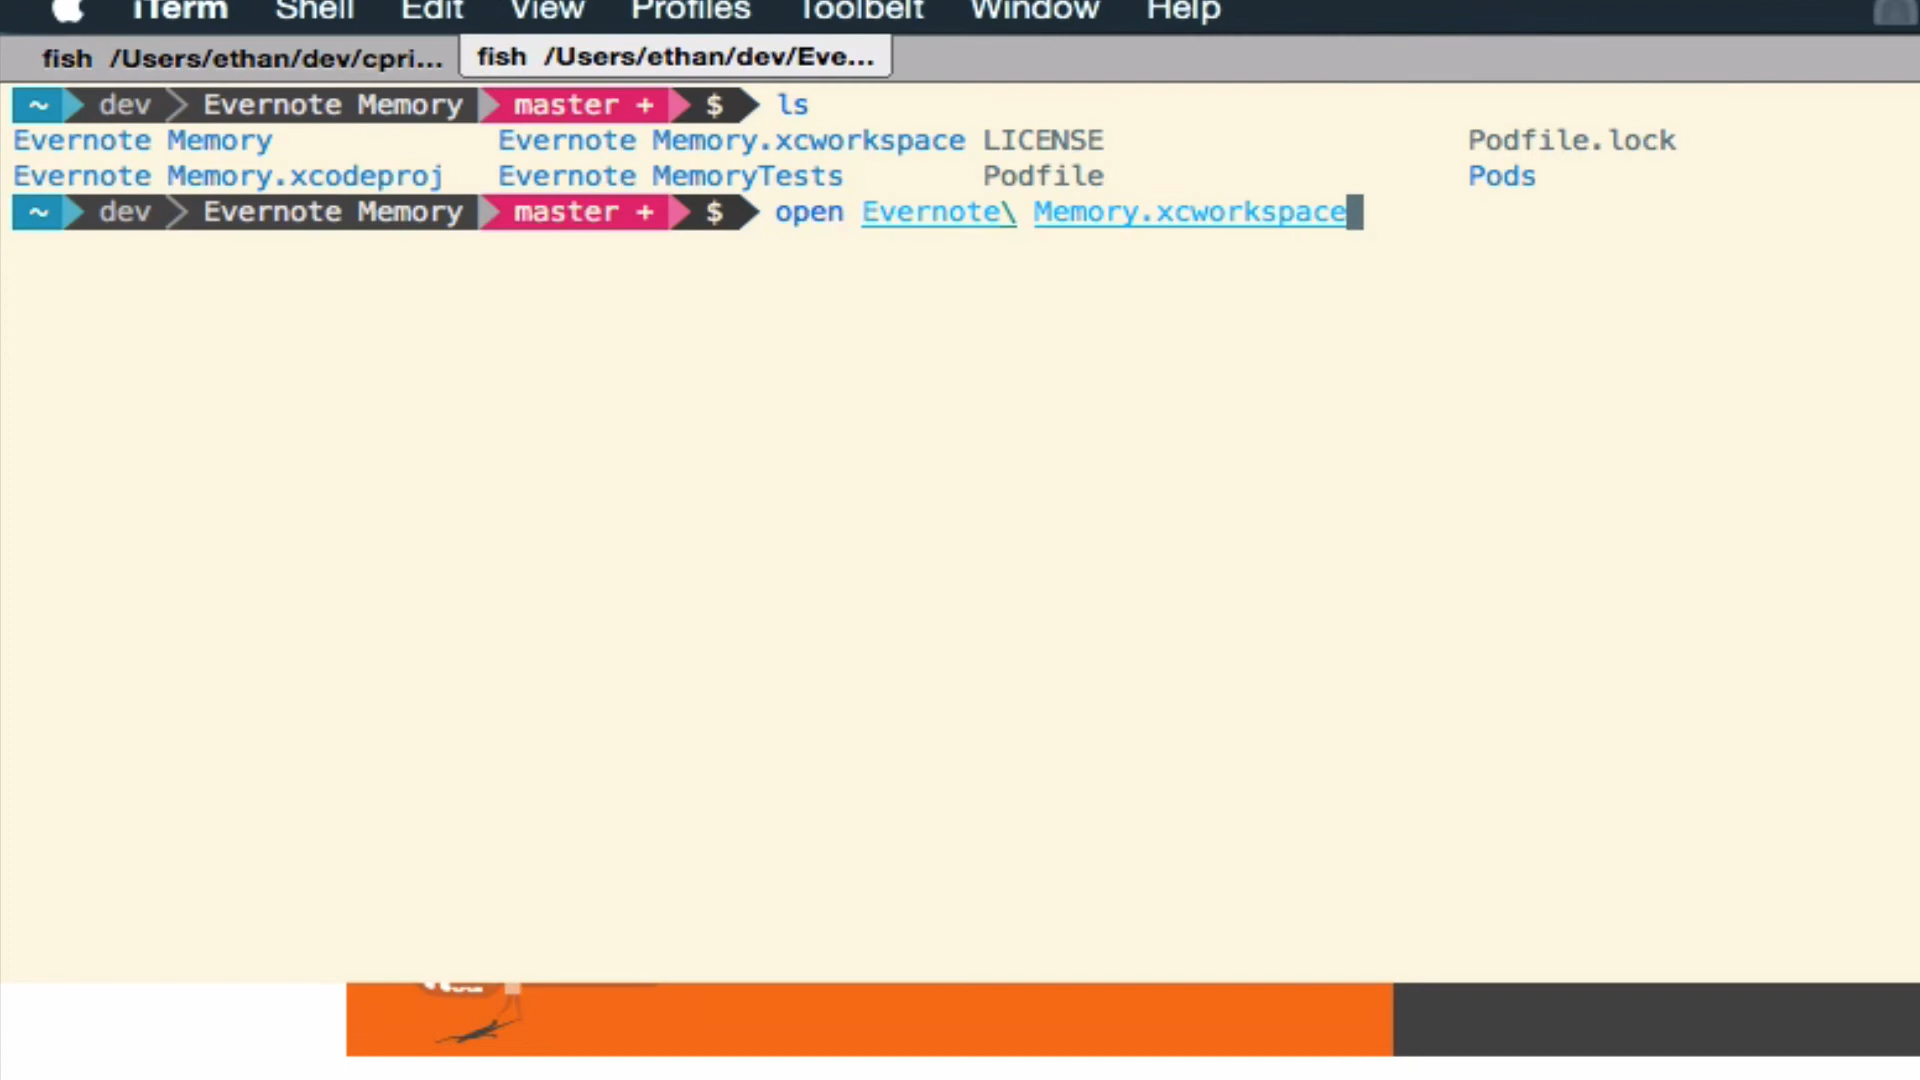 iTerm Shell Edit View Profiles Toolbelt Window Help
fish /Users/ethan/dev/cpri... fish /Users/ethan/dev/Eve...
~ dev Evernote Memory master + $ ls
Evernote Memory Evernote Memory.xcworkspace LICENSE Podfile.lock
Evernote Memory.xcodeproj Evernote MemoryTests Podfile Pods
~ dev Evernote Memory master + $ open Evernote\ Memory.xcworkspace